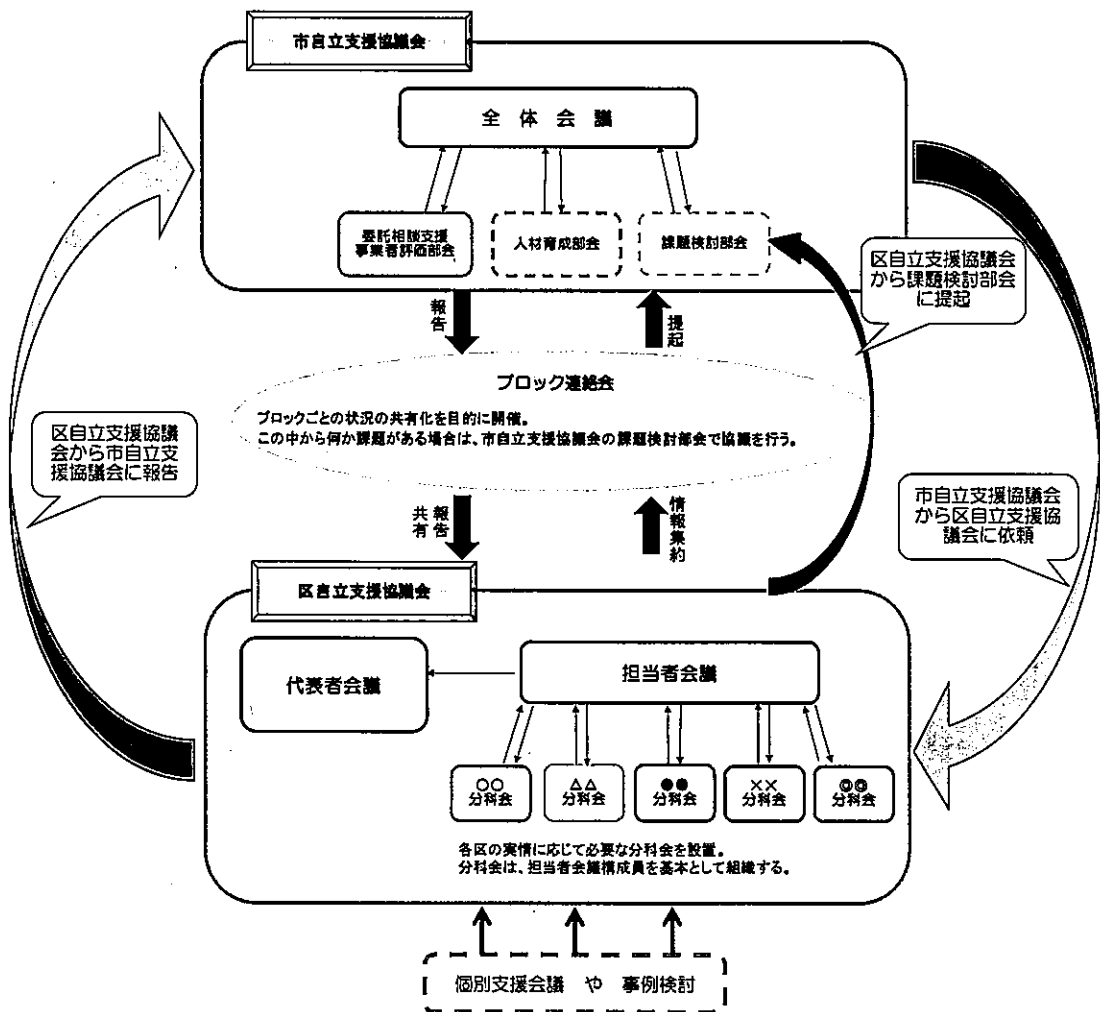 市自立支援協議会
全体会議
委託相談支援
事業者評価部会
人材育成部会
課題検討部会
区自立支援協議会
から課題検討部会
に提起
報告
提起
ブロック連絡会
ブロックごとの状況の共有化を目的に開催。
この中から何か課題がある場合は、市自立支援協議会の課題検討部会で協議を行う。
区自立支援協議
会から市自立支
援協議会に報告
市自立支援協議会
から区自立支援協
議会に依頼
報告
共有
情報集約
区自立支援協議会
代表者会議
担当者会議
○○
分科会
△△
分科会
●●
分科会
××
分科会
◎◎
分科会
各区の実情に応じて必要な分科会を設置。
分科会は、担当者会議構成員を基本として組織する。
個別支援会議 や 事例検討